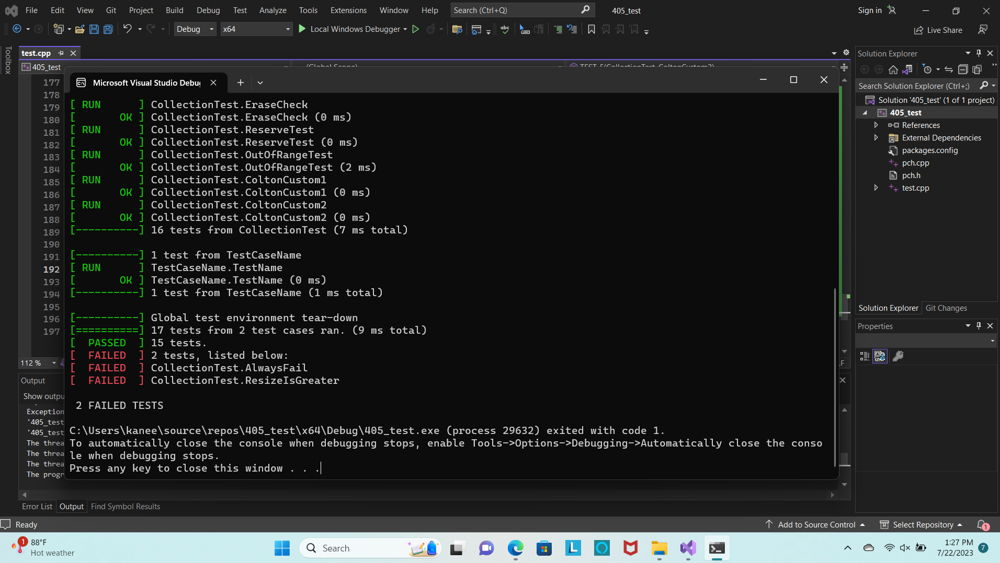 File Edit View Git Project Build Debug Test Analyze Tools Extensions Window Help Search (Ctrl+Q) 405_test Sign in
Debug x64 Local Windows Debugger Live Share
Toolbox
test.cpp
405_test (Global Scope) TEST_F(CollectionTest, ColtonCustom2)
177
178
179
180
181
182
183
184
185
186
187
188
189
190
191
192
193
194
195
196
197
112 %
Microsoft Visual Studio Debug
[ RUN      ] CollectionTest.EraseCheck
[       OK ] CollectionTest.EraseCheck (0 ms)
[ RUN      ] CollectionTest.ReserveTest
[       OK ] CollectionTest.ReserveTest (0 ms)
[ RUN      ] CollectionTest.OutOfRangeTest
[       OK ] CollectionTest.OutOfRangeTest (2 ms)
[ RUN      ] CollectionTest.ColtonCustom1
[       OK ] CollectionTest.ColtonCustom1 (0 ms)
[ RUN      ] CollectionTest.ColtonCustom2
[       OK ] CollectionTest.ColtonCustom2 (0 ms)
[----------] 16 tests from CollectionTest (7 ms total)
[----------] 1 test from TestCaseName
[ RUN      ] TestCaseName.TestName
[       OK ] TestCaseName.TestName (0 ms)
[----------] 1 test from TestCaseName (1 ms total)
[----------] Global test environment tear-down
[==========] 17 tests from 2 test cases ran. (9 ms total)
[  PASSED  ] 15 tests.
[  FAILED  ] 2 tests, listed below:
[  FAILED  ] CollectionTest.AlwaysFail
[  FAILED  ] CollectionTest.ResizeIsGreater
2 FAILED TESTS
C:\Users\kanee\source\repos\405_test\x64\Debug\405_test.exe (process 29632) exited with code 1.
To automatically close the console when debugging stops, enable Tools->Options->Debugging->Automatically close the conso
le when debugging stops.
Press any key to close this window . . .
Output
Show outpu
Exception
'405_test
'405_test
The threa
The threa
The threa
The progr
Error List Output Find Symbol Results
Solution Explorer
Search Solution Explorer (Ctrl+;)
Solution '405_test' (1 of 1 project)
405_test
References
External Dependencies
packages.config
pch.cpp
pch.h
test.cpp
Solution Explorer Git Changes
Properties
Ready Add to Source Control Select Repository 1
1 88°F
Hot weather
Search
1:27 PM
7/22/2023 7